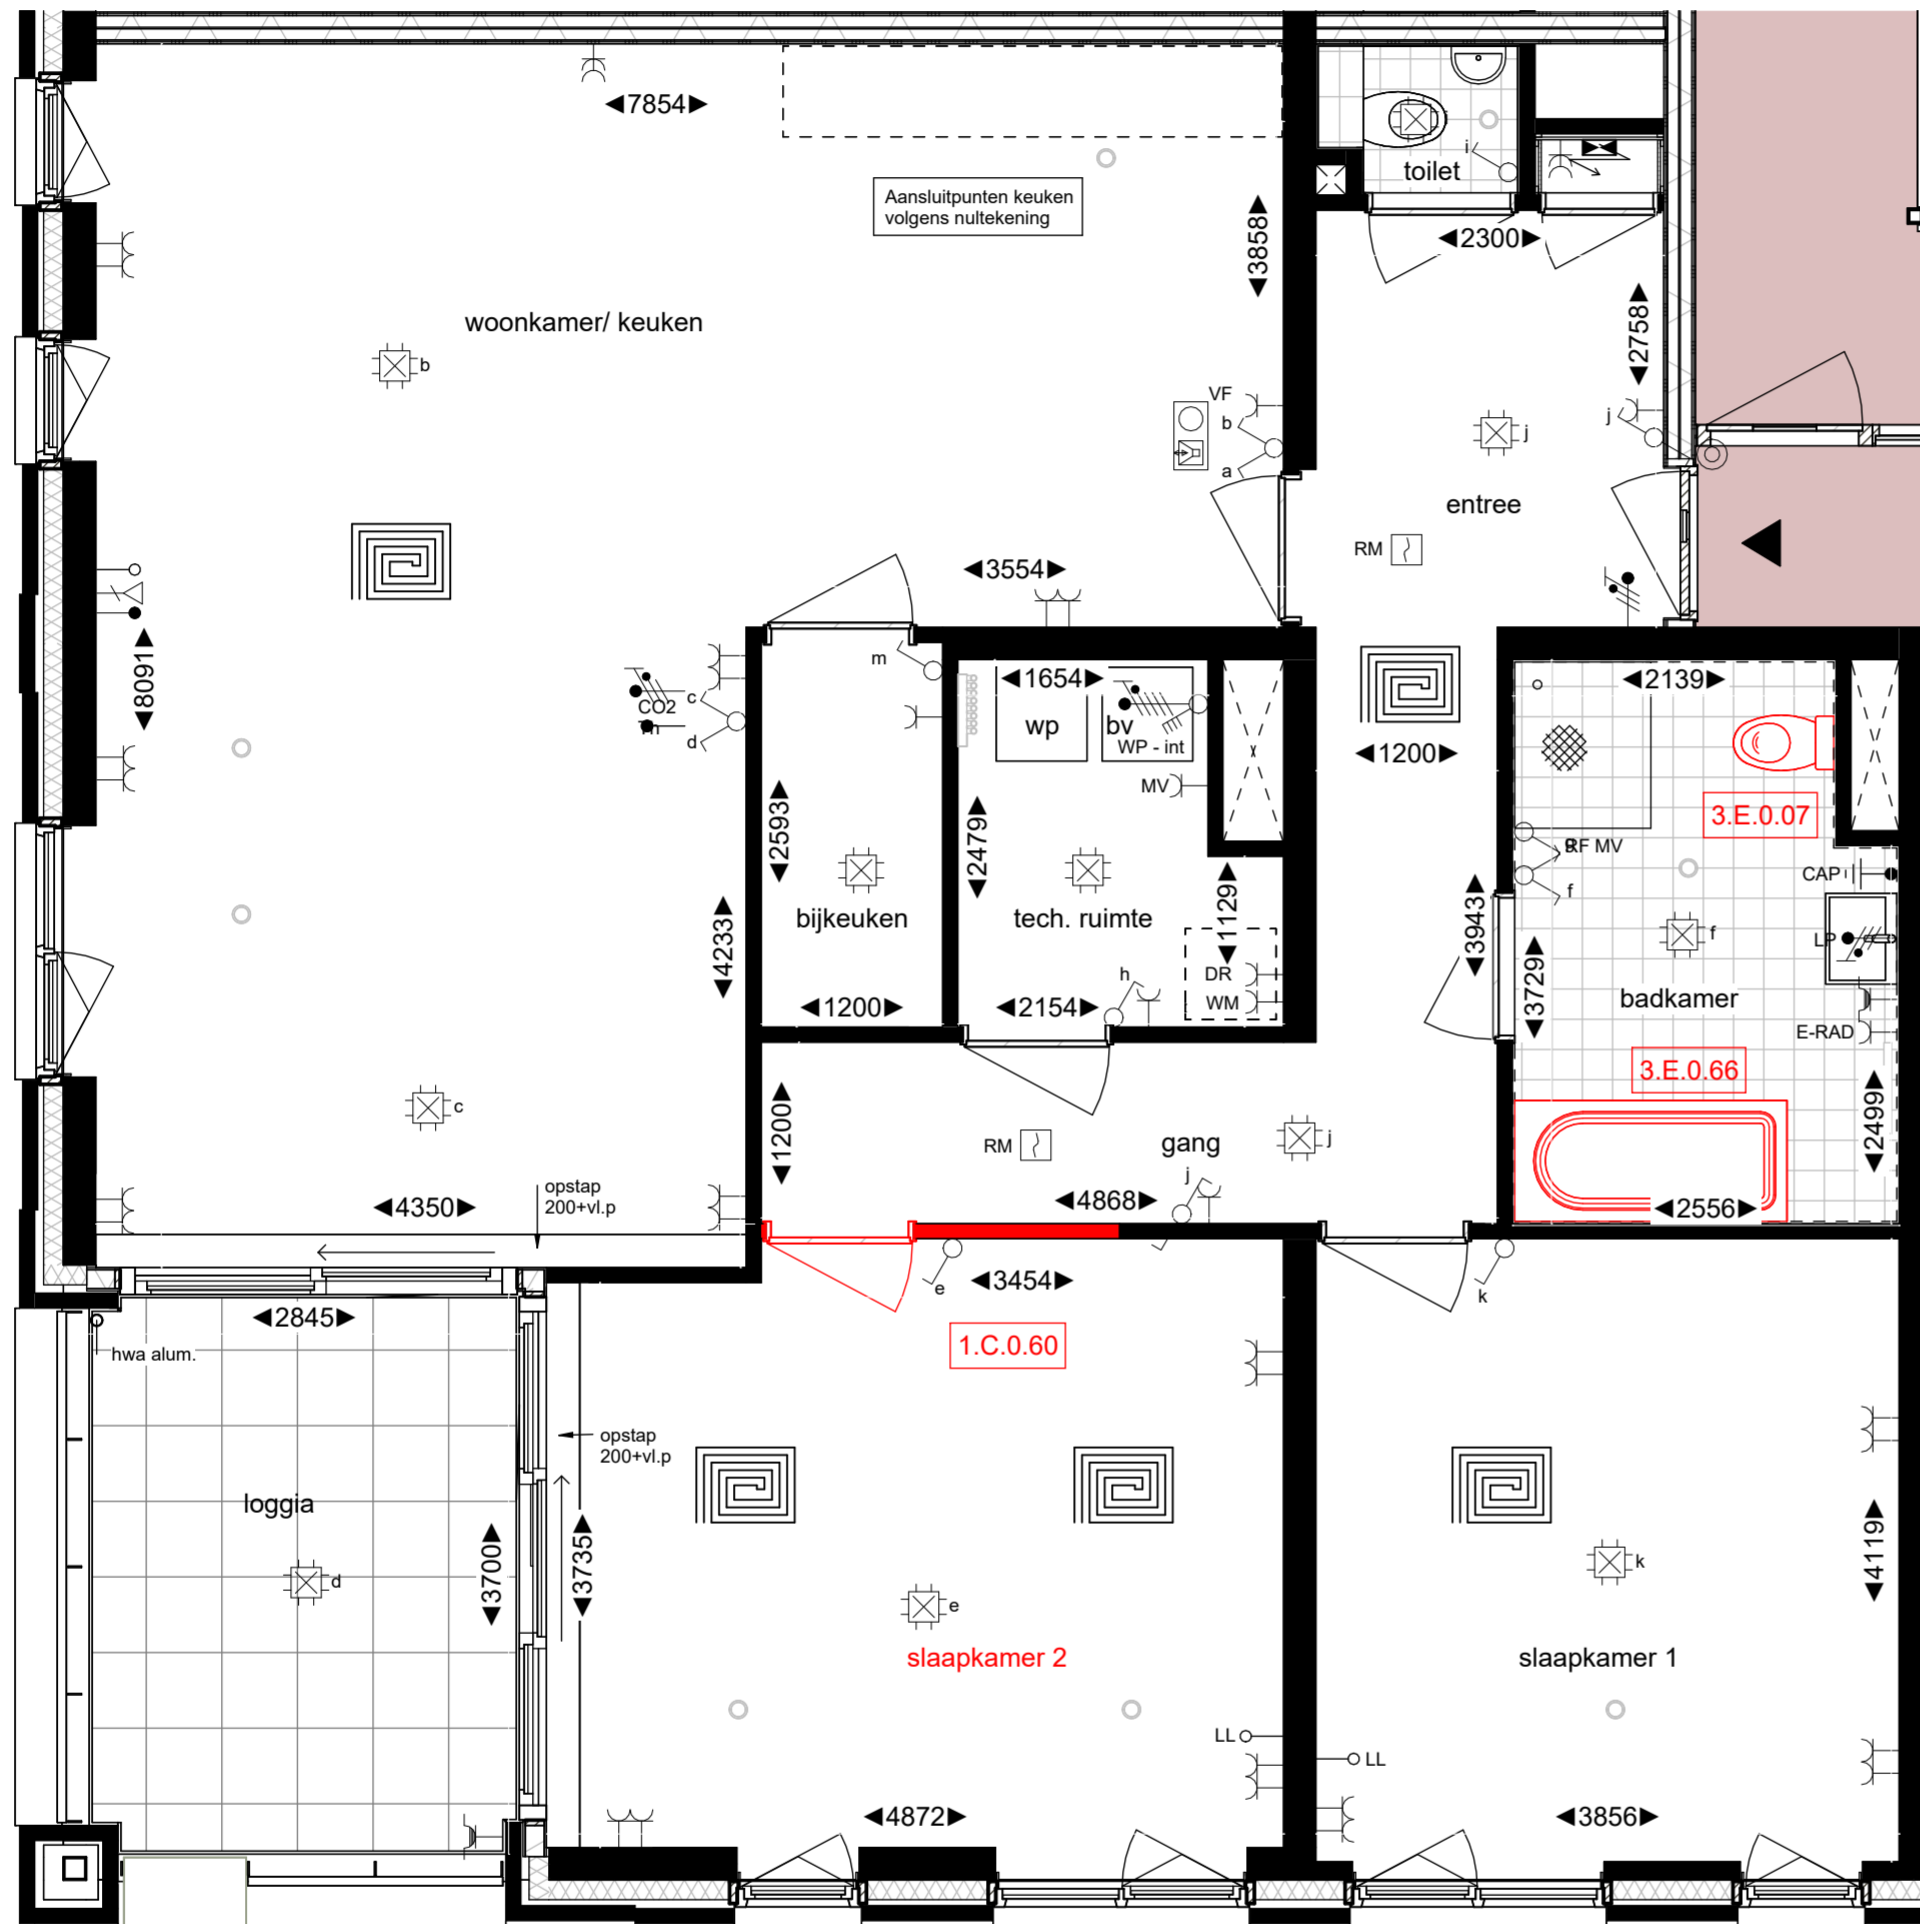 7854
toilet
i
Aansluitpunten keuken
volgens nultekening
3858
2300
2758
woonkamer/ keuken
b
VF
b
a
j
j
entree
RM
3554
8091
m
CO2
c
d
1654
wp
bv
WP - int
MV
1200
2139
3.E.0.07
RF MV
f
CAP
LP
f
2593
2479
1129
4233
3943
3729
bijkeuken
tech. ruimte
DR
WM
h
1200
2154
badkamer
E-RAD
3.E.0.66
2499
c
1200
RM
gang
j
j
4868
2556
4350
opstap
200+vl.p
2845
hwa alum.
e
3454
k
1.C.0.60
opstap
200+vl.p
loggia
d
3700
3735
e
k
4119
slaapkamer 2
slaapkamer 1
LL
LL
4872
3856